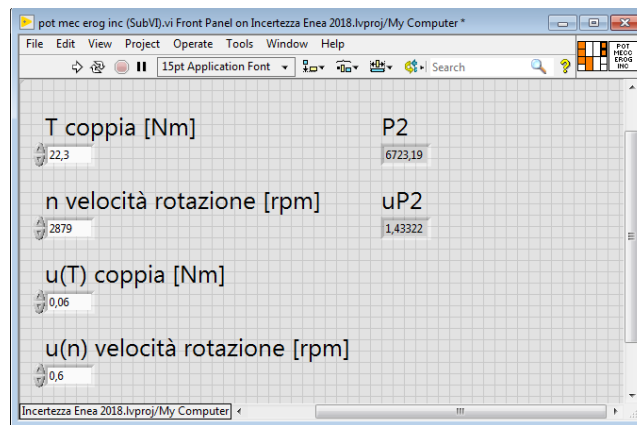 pot mec erog inc (SubVI).vi Front Panel on Incertezza Enea 2018.lvproj/My Computer *
File Edit View Project Operate Tools Window Help
15pt Application Font Search
POT
MECC
EROG
INC
T coppia [Nm] P2
22,3 6723,19
n velocità rotazione [rpm] uP2
2879 1,43322
u(T) coppia [Nm]
0,06
u(n) velocità rotazione [rpm]
0,6
Incertezza Enea 2018.lvproj/My Computer